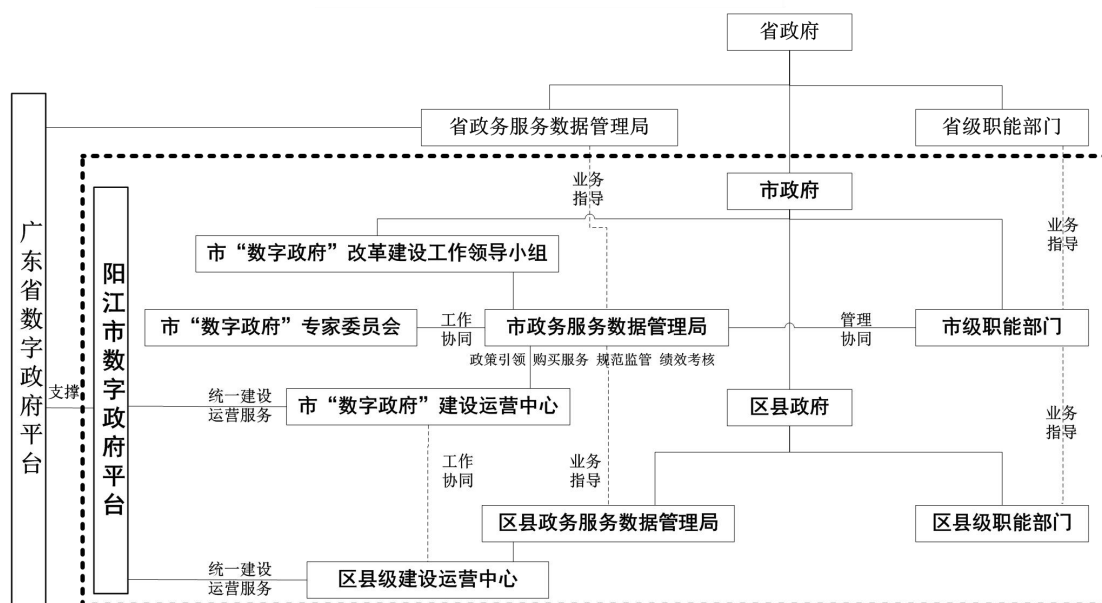 省政府
省政务服务数据管理局
省级职能部门
广东省数字政府平台
业务
指导
市政府
阳江市数字政府平台
市“数字政府”改革建设工作领导小组
业务
指导
市“数字政府”专家委员会
工作
协同
市政务服务数据管理局
管理
协同
市级职能部门
政策引领 购买服务 规范监管 绩效考核
支撑
统一建设
运营服务
市“数字政府”建设运营中心
区县政府
业务
指导
工作
协同
业务
指导
区县政务服务数据管理局
区县级职能部门
统一建设
运营服务
区县级建设运营中心